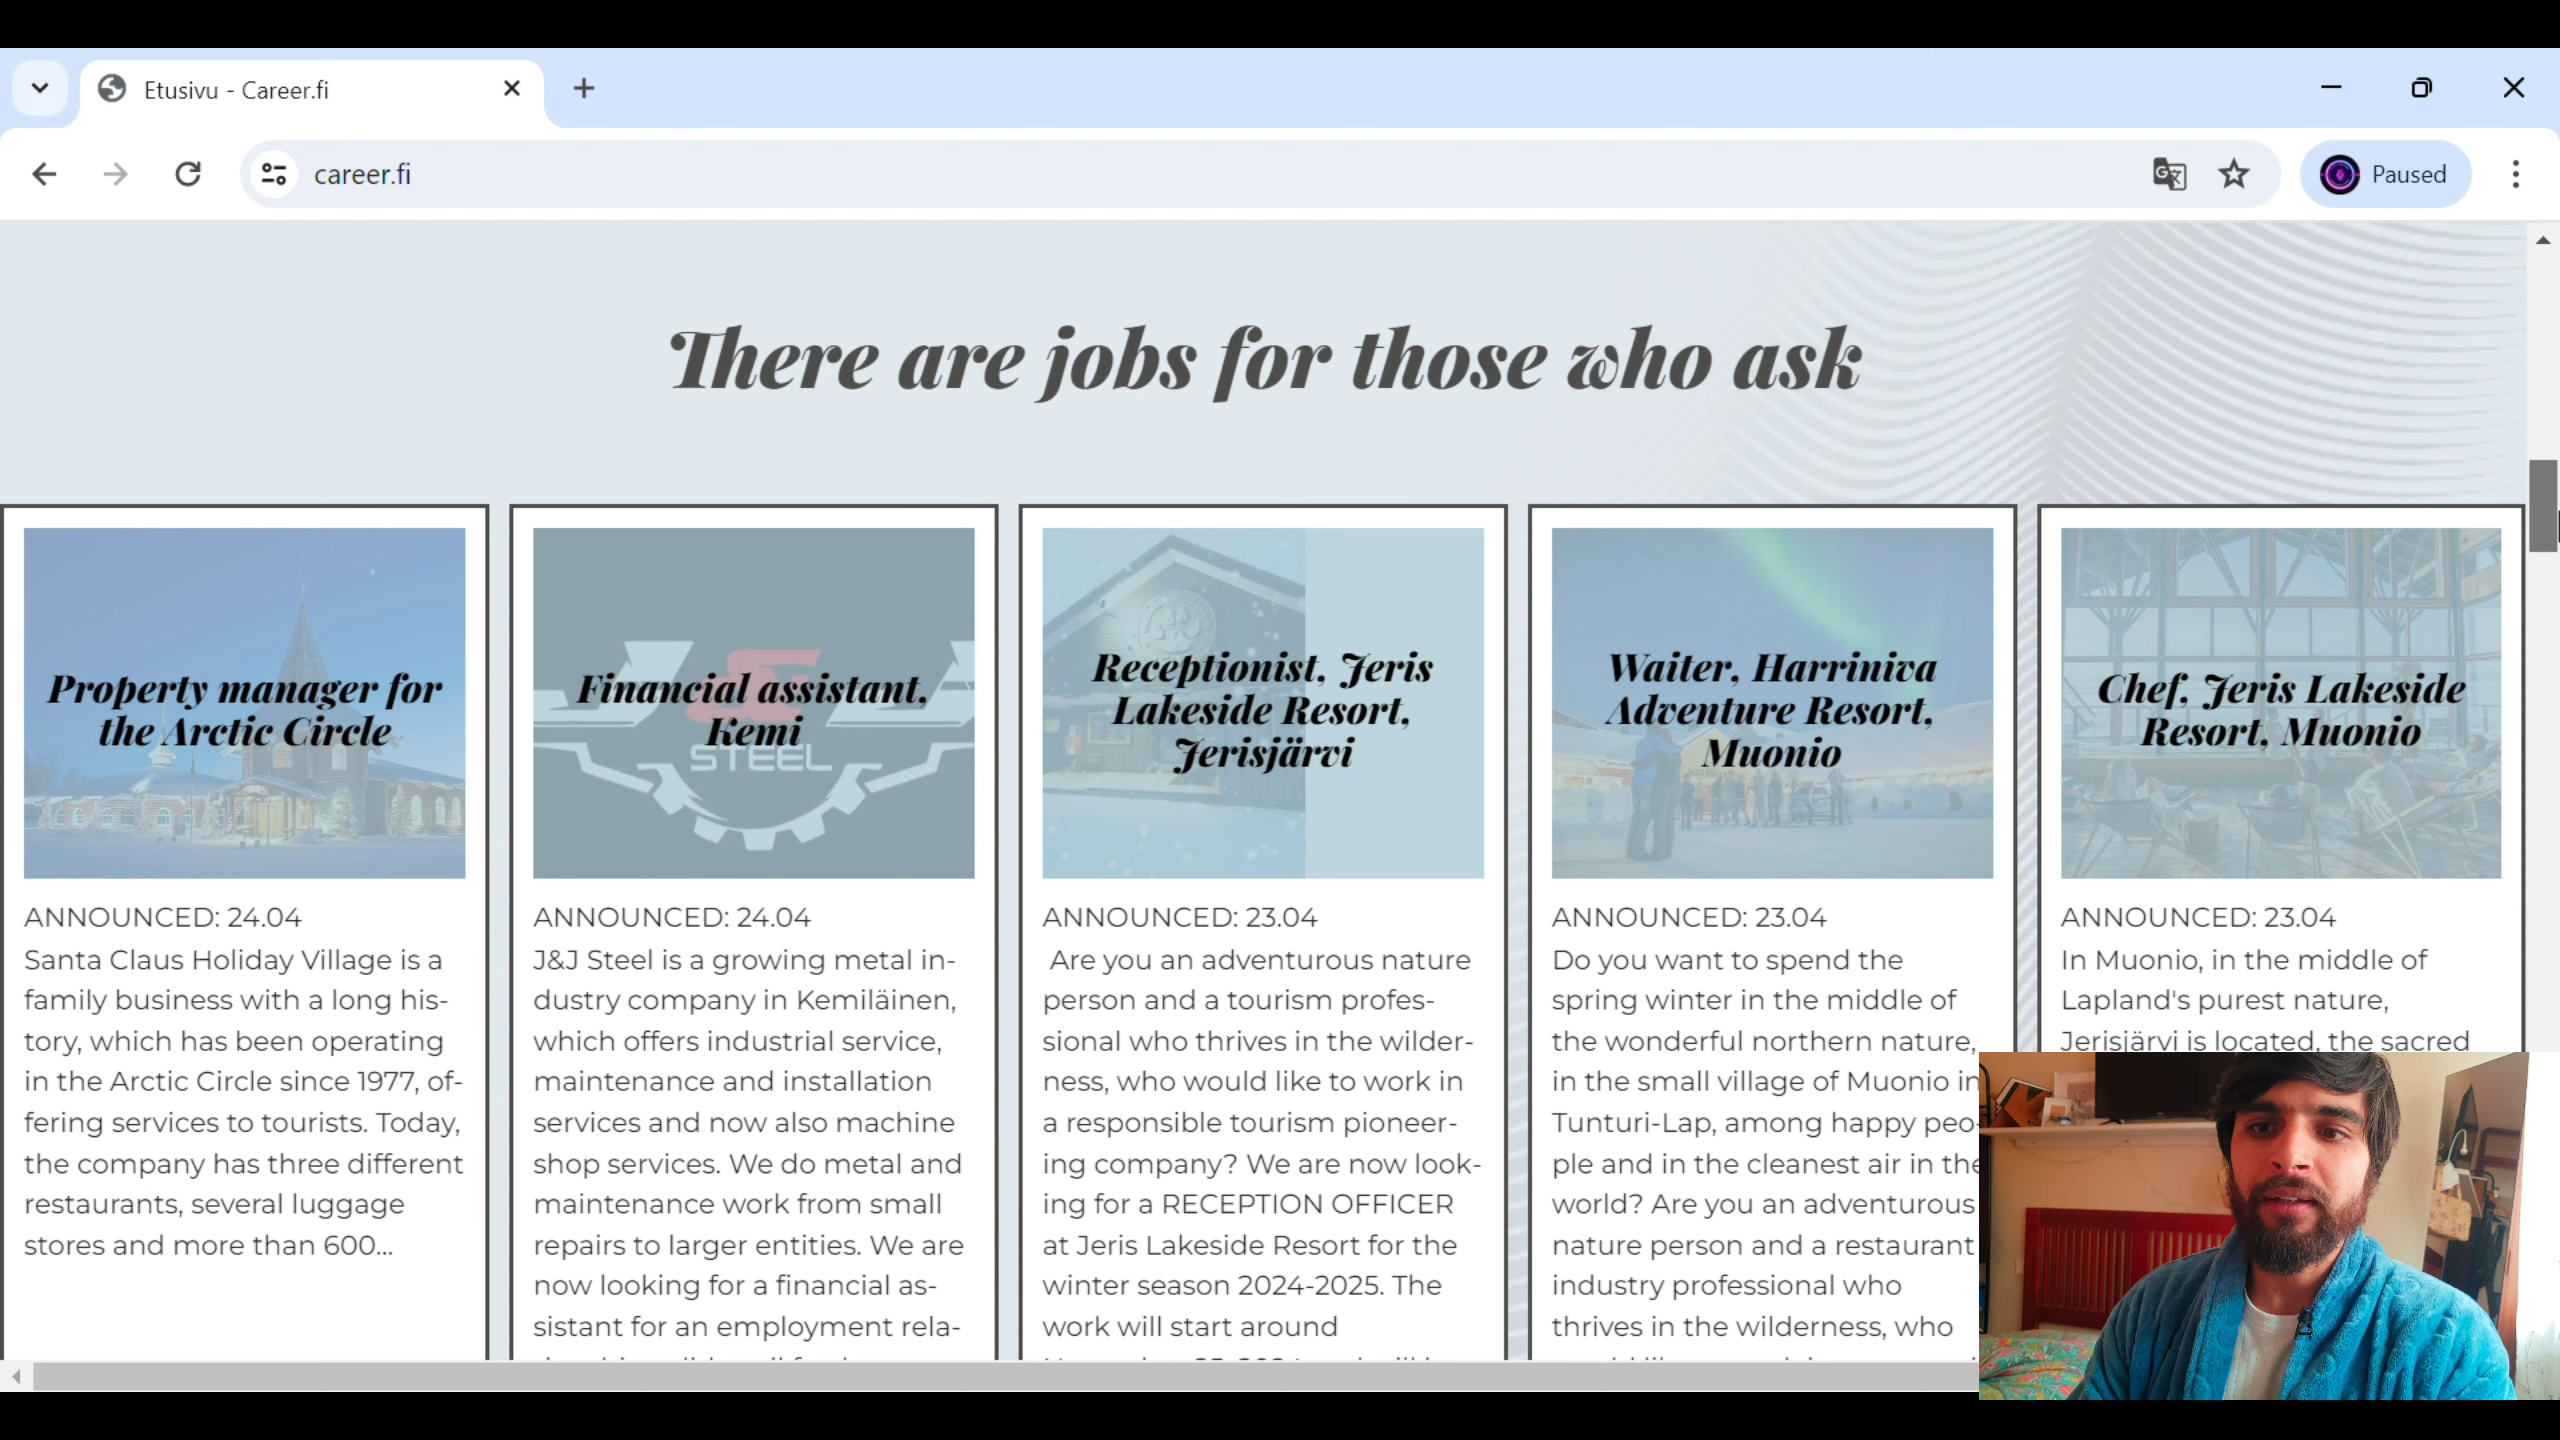 Etusivu - Career.fi
career.fi
Paused
There are jobs for those who ask
Property manager for
the Arctic Circle
ANNOUNCED: 24.04
Santa Claus Holiday Village is a
family business with a long his-
tory, which has been operating
in the Arctic Circle since 1977, of-
fering services to tourists. Today,
the company has three different
restaurants, several luggage
stores and more than 600...
Financial assistant,
Kemi
STEEL
ANNOUNCED: 24.04
J&J Steel is a growing metal in-
dustry company in Kemiläinen,
which offers industrial service,
maintenance and installation
services and now also machine
shop services. We do metal and
maintenance work from small
repairs to larger entities. We are
now looking for a financial as-
sistant for an employment rela-
Receptionist, Jeris
Lakeside Resort,
Jerisjärvi
ANNOUNCED: 23.04
Are you an adventurous nature
person and a tourism profes-
sional who thrives in the wilder-
ness, who would like to work in
a responsible tourism pioneer-
ing company? We are now look-
ing for a RECEPTION OFFICER
at Jeris Lakeside Resort for the
winter season 2024-2025. The
work will start around
Waiter, Harriniva
Adventure Resort,
Muonio
ANNOUNCED: 23.04
Do you want to spend the
spring winter in the middle of
the wonderful northern nature,
in the small village of Muonio in
Tunturi-Lap, among happy peo-
ple and in the cleanest air in the
world? Are you an adventurous
nature person and a restaurant
industry professional who
thrives in the wilderness, who
Chef, Jeris Lakeside
Resort, Muonio
ANNOUNCED: 23.04
In Muonio, in the middle of
Lapland's purest nature,
Jerisjärvi is located, the sacred